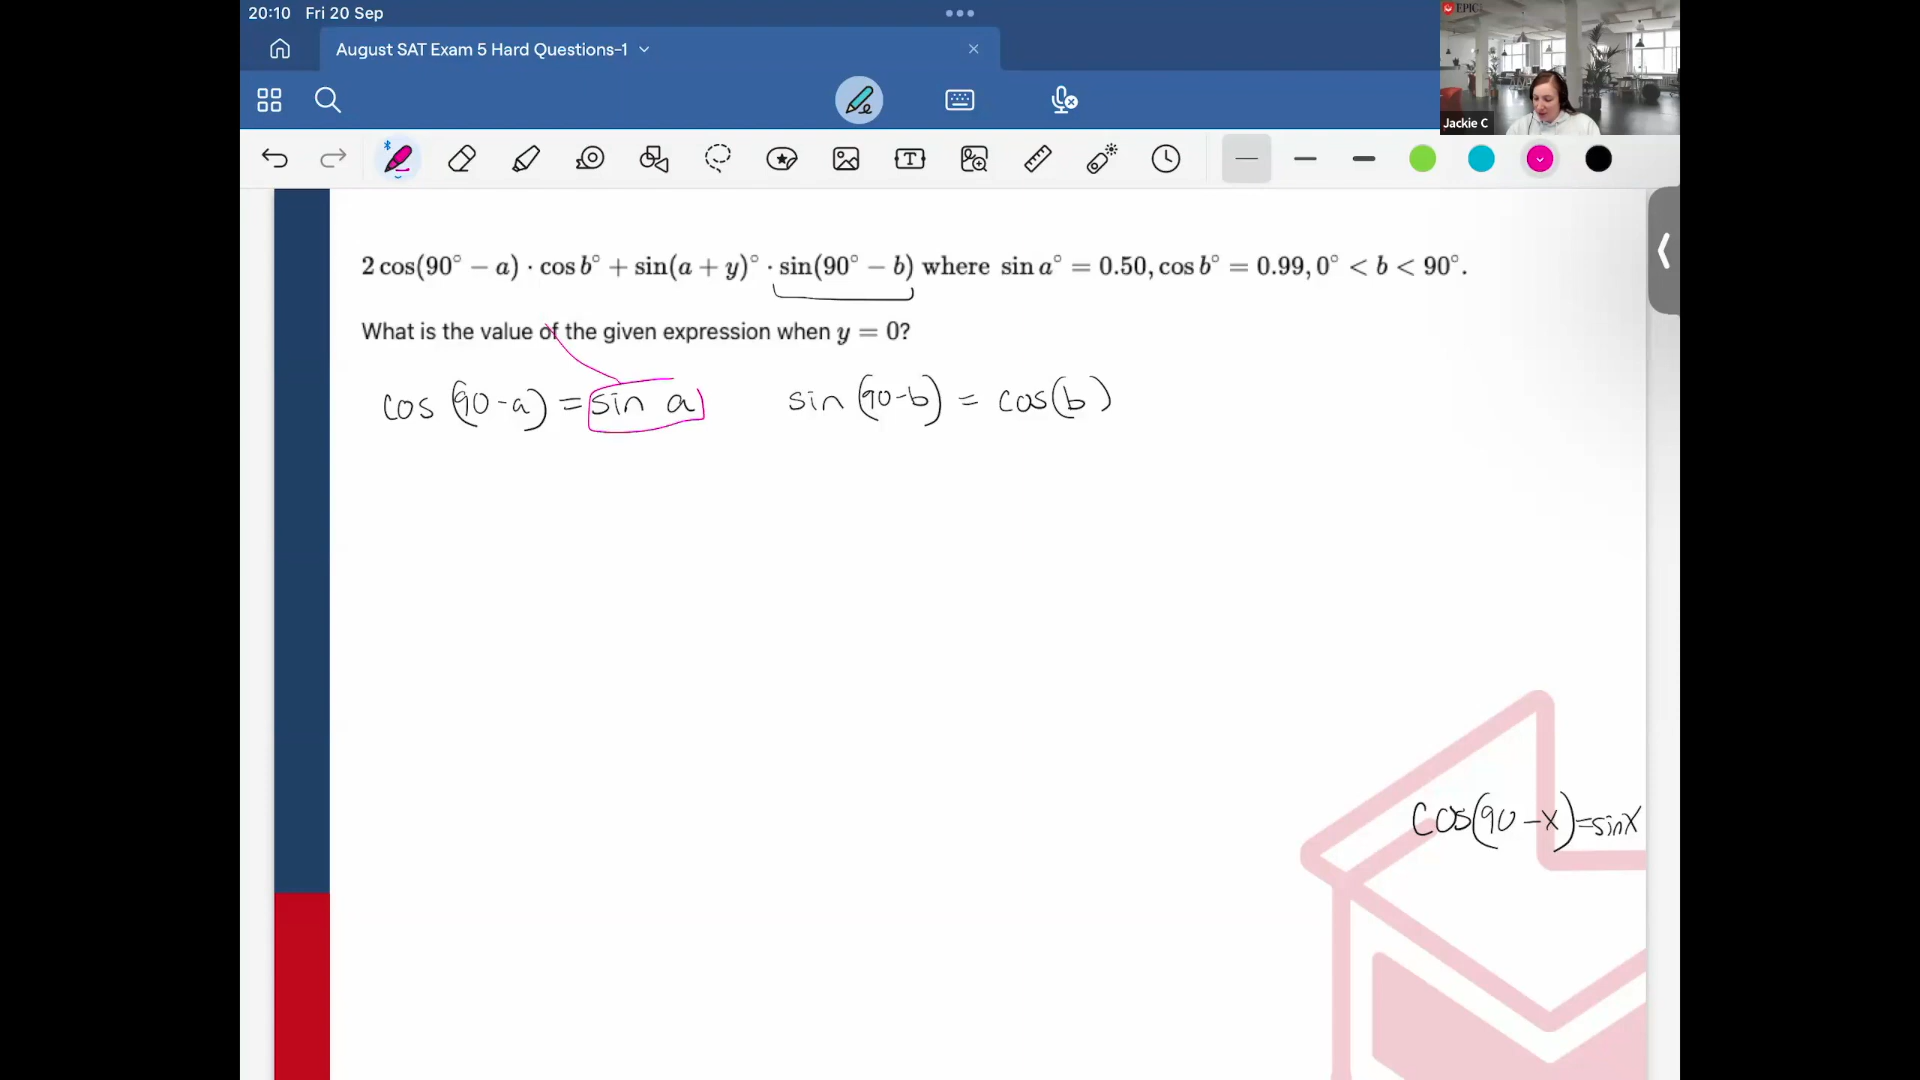 20:10 Fri 20 Sep
EPIC
August SAT Exam 5 Hard Questions-1
Jackie C
2 cos(90° − a) · cos b° + sin(a + y)° · sin(90° − b) where sin a° = 0.50, cos b° = 0.99, 0° < b < 90°.
What is the value of the given expression when y = 0?
cos (90-a) = sin a sin (90-b) = cos(b)
cos(90-x)=sinx